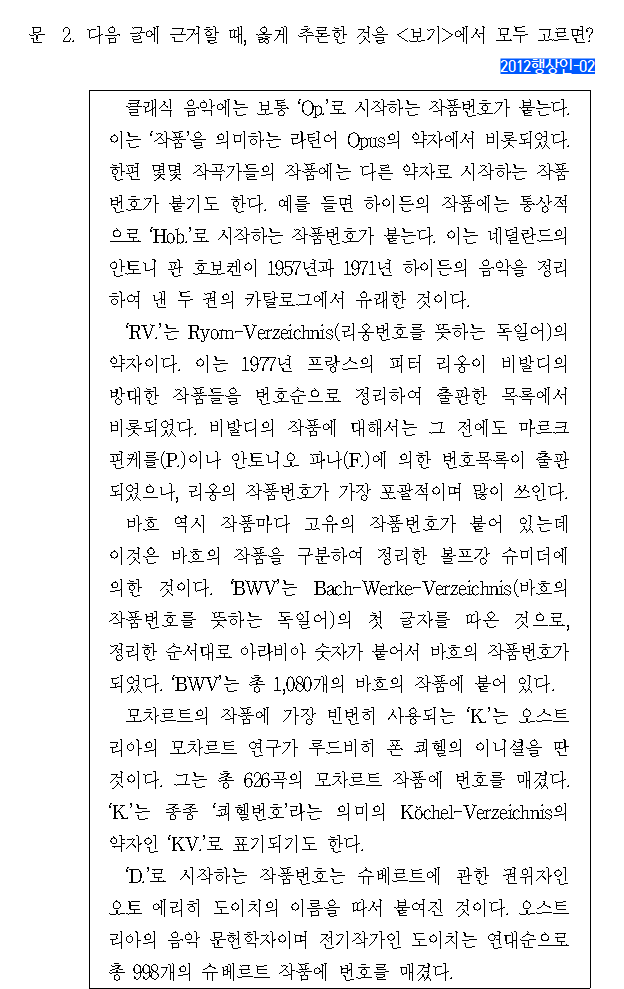 문 2. 다음 글에 근거할 때, 옳게 추론한 것을 <보기>에서 모두 고르면?
2012행상인-02
클래식 음악에는 보통 ‘Op.’로 시작하는 작품번호가 붙는다.
이는 ‘작품’을 의미하는 라틴어 Opus의 약자에서 비롯되었다.
한편 몇몇 작곡가들의 작품에는 다른 약자로 시작하는 작품
번호가 붙기도 한다. 예를 들면 하이든의 작품에는 통상적
으로 ‘Hob.’로 시작하는 작품번호가 붙는다. 이는 네덜란드의
안토니 판 호보켄이 1957년과 1971년 하이든의 음악을 정리
하여 낸 두 권의 카탈로그에서 유래한 것이다.
‘RV.’는 Ryom-Verzeichnis(리옹번호를 뜻하는 독일어)의
약자이다. 이는 1977년 프랑스의 피터 리옹이 비발디의
방대한 작품들을 번호순으로 정리하여 출판한 목록에서
비롯되었다. 비발디의 작품에 대해서는 그 전에도 마르크
핀케를(P.)이나 안토니오 파나(F.)에 의한 번호목록이 출판
되었으나, 리옹의 작품번호가 가장 포괄적이며 많이 쓰인다.
바흐 역시 작품마다 고유의 작품번호가 붙어 있는데
이것은 바흐의 작품을 구분하여 정리한 볼프강 슈미더에
의한 것이다. ‘BWV’는 Bach-Werke-Verzeichnis(바흐의
작품번호를 뜻하는 독일어)의 첫 글자를 따온 것으로,
정리한 순서대로 아라비아 숫자가 붙어서 바흐의 작품번호가
되었다. ‘BWV’는 총 1,080개의 바흐의 작품에 붙어 있다.
모차르트의 작품에 가장 빈번히 사용되는 ‘K.’는 오스트
리아의 모차르트 연구가 루드비히 폰 쾨헬의 이니셜을 딴
것이다. 그는 총 626곡의 모차르트 작품에 번호를 매겼다.
‘K.’는 종종 ‘쾨헬번호’라는 의미의 Köchel-Verzeichnis의
약자인 ‘KV.’로 표기되기도 한다.
‘D.’로 시작하는 작품번호는 슈베르트에 관한 권위자인
오토 에리히 도이치의 이름을 따서 붙여진 것이다. 오스트
리아의 음악 문헌학자이며 전기작가인 도이치는 연대순으로
총 998개의 슈베르트 작품에 번호를 매겼다.